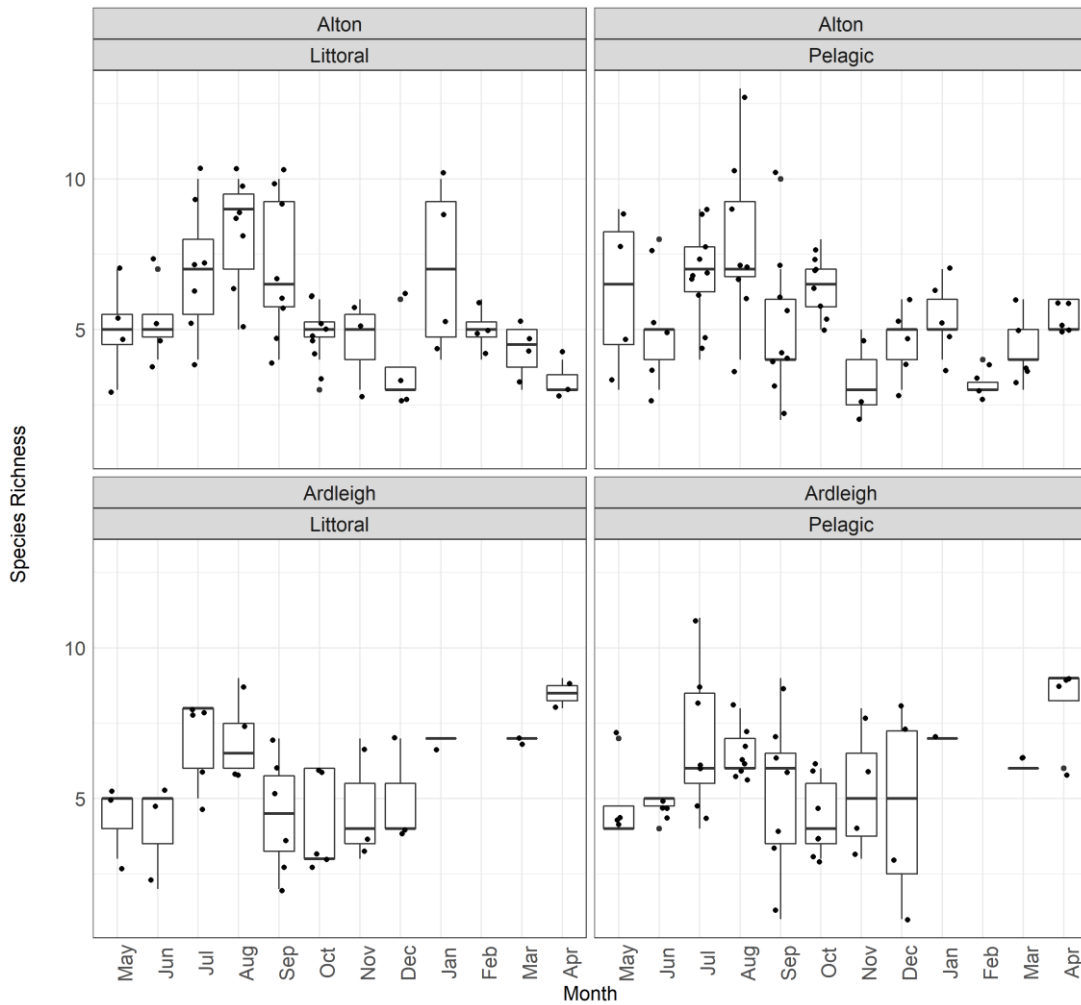 Alton
Alton
Littoral
Pelagic
10
5
Species Richness
Ardleigh
Ardleigh
Littoral
Pelagic
10
5
May Jun Jul Aug Sep Oct Nov Dec Jan Feb Mar Apr
May Jun Jul Aug Sep Oct Nov Dec Jan Feb Mar Apr
Month